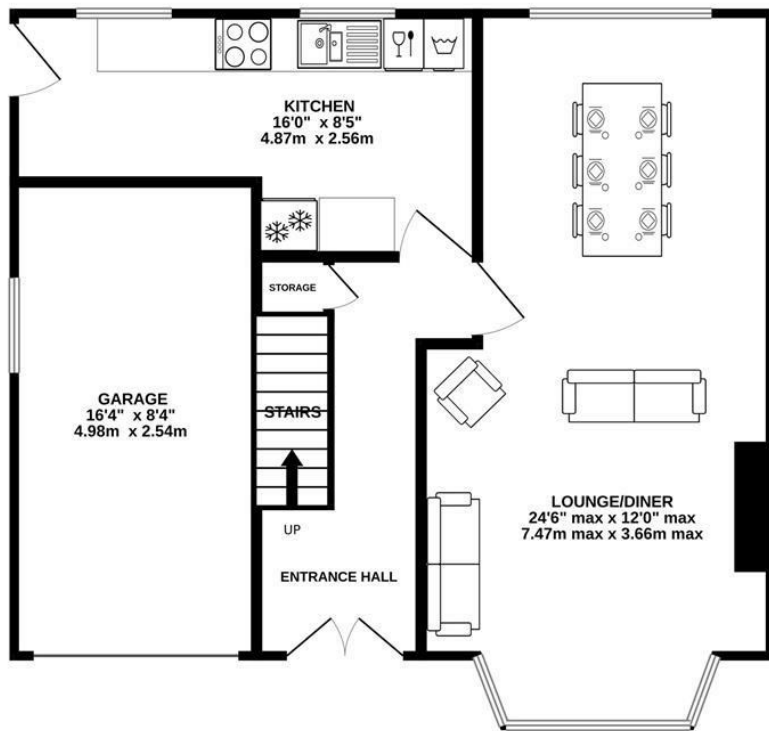 KITCHEN
16'0" x 8'5"
4.87m x 2.56m
STORAGE
GARAGE
16'4" x 8'4"
4.98m x 2.54m
STAIRS
UP
ENTRANCE HALL
LOUNGE/DINER
24'6" max x 12'0" max
7.47m max x 3.66m max